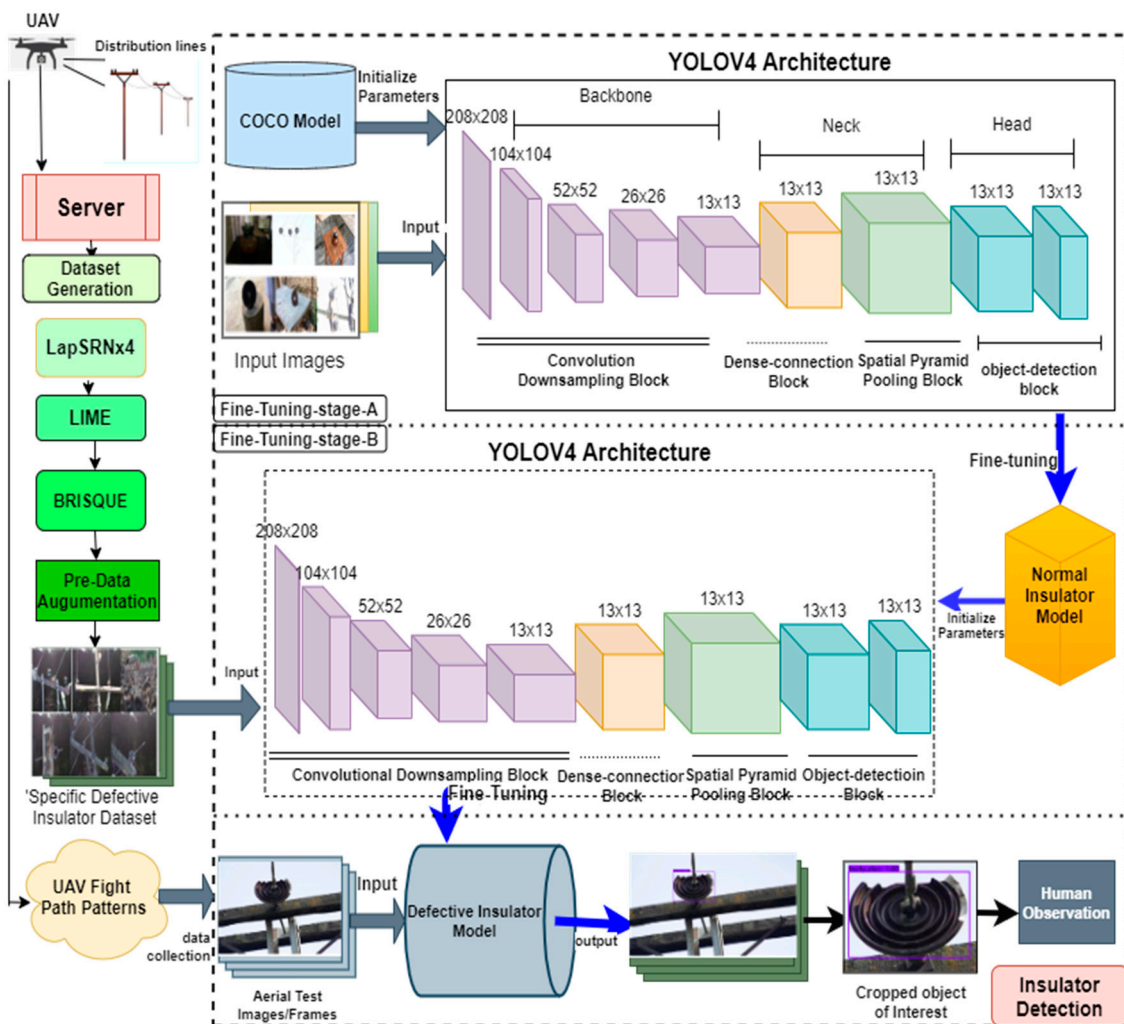 UAV
Distribution lines
Server
Dataset
Generation
LapSRNx4
LIME
BRISQUE
Pre-Data
Augumentation
'Specific Defective
Insulator Dataset
UAV Fight
Path Patterns
YOLOV4 Architecture
COCO Model
Initialize
Parameters
Input
Input Images
Backbone
Neck
Head
208x208
104x104
52x52
26x26
13x13
13x13
13x13
13x13
13x13
Convolution
Downsampling Block
Dense-connection
Block
Spatial Pyramid
Pooling Block
object-detection
block
Fine-Tuning-stage-A
Fine-Tuning-stage-B
Fine-tuning
YOLOV4 Architecture
Normal
Insulator
Model
Initialize
Parameters
Input
208x208
104x104
52x52
26x26
13x13
13x13
13x13
13x13
13x13
Convolutional Downsampling Block
Dense-connection
Block
Spatial Pyramid
Pooling Block
Object-detectioin
Block
Fine-Tuning
data
collection
Aerial Test
Images/Frames
Input
Defective Insulator
Model
output
Cropped object
of Interest
Human
Observation
Insulator
Detection